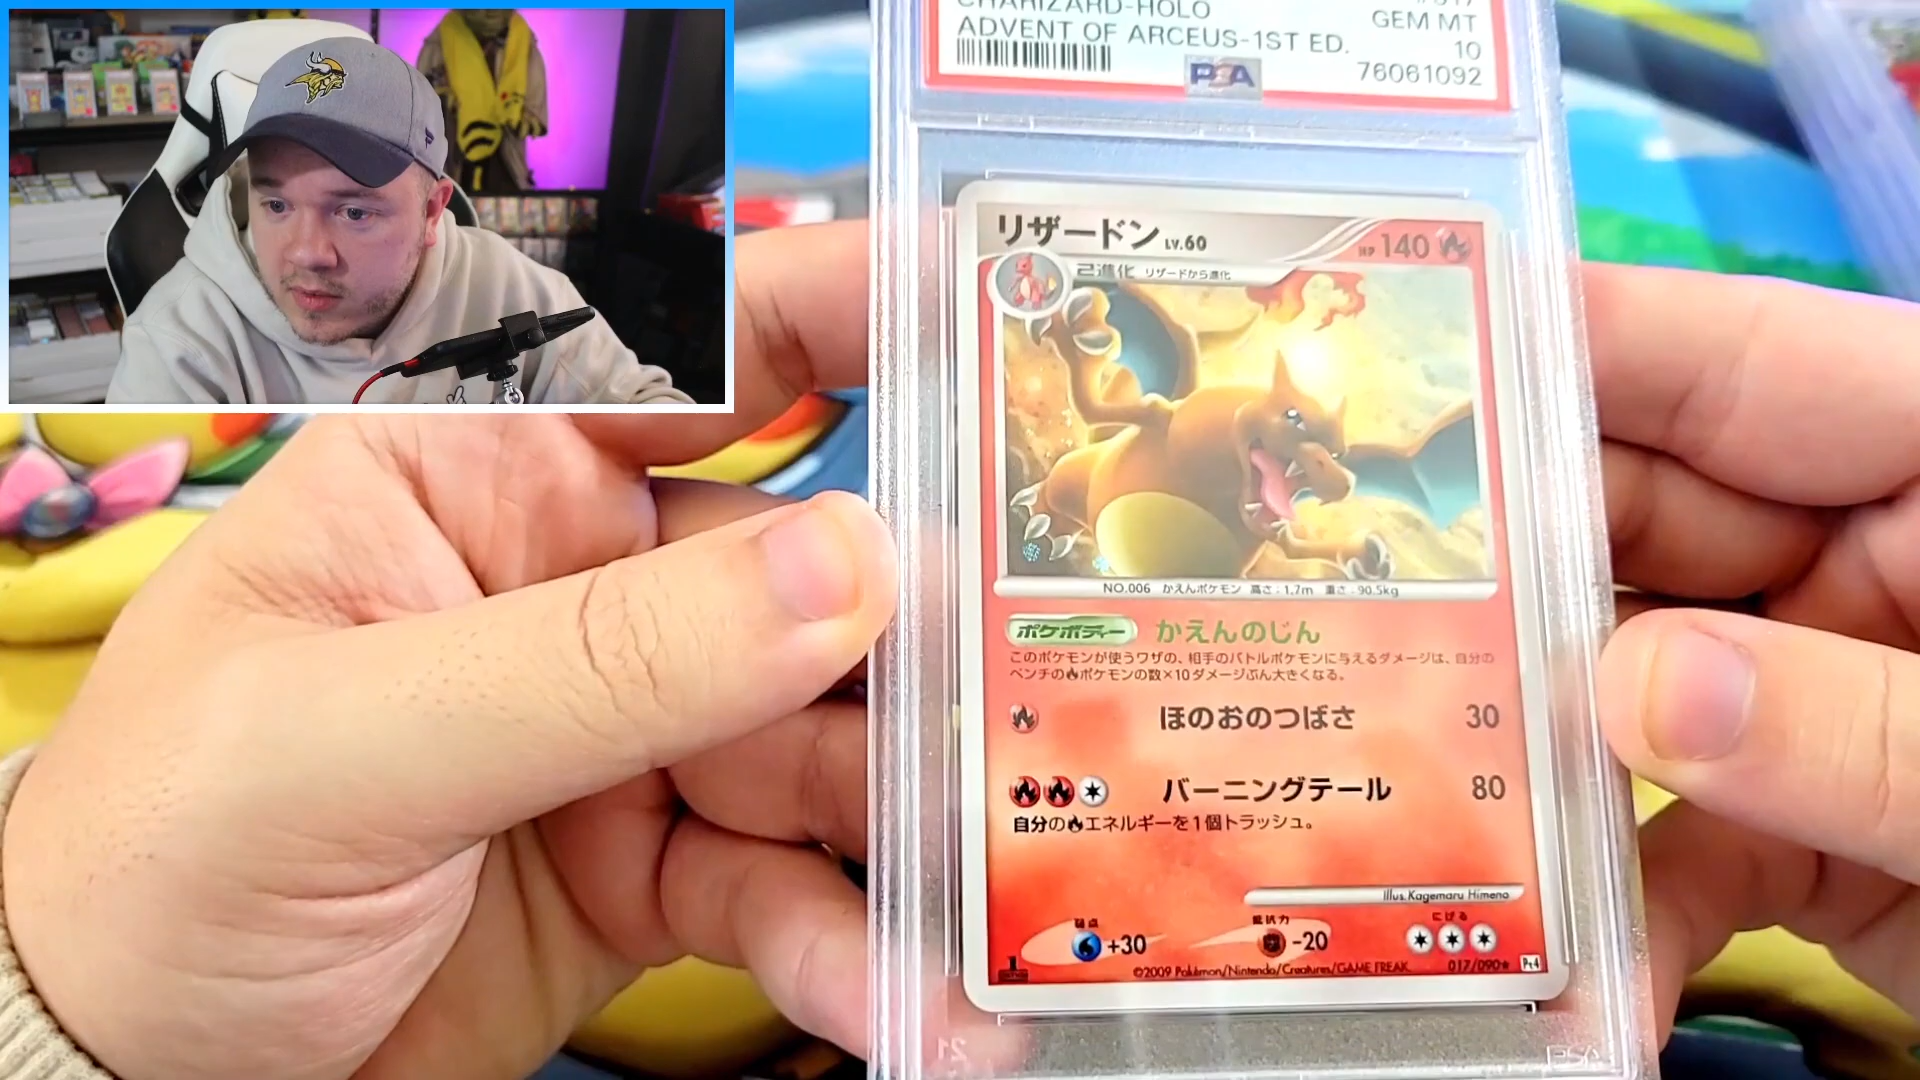 CHARIZARD-HOLO
GEM MT
ADVENT OF ARCEUS-1ST ED.
10
PSA
76061092
リザードン LV.60
HP 140
2進化 リザードから進化
NO.006 かえんポケモン 高さ:1.7m 重さ:90.5kg
ポケボディー かえんのじん
このポケモンが使うワザの、相手のバトルポケモンに与えるダメージは、自分の
ベンチのポケモンの数×10ダメージぶん大きくなる。
ほのおのつばさ 30
バーニングテール 80
自分のエネルギーを1個トラッシュ。
Illus.Kagemaru Himeno
弱点 +30
抵抗力 -20
にげる
1
©2009 Pokémon/Nintendo/Creatures/GAME FREAK.
017/090★ Pt4